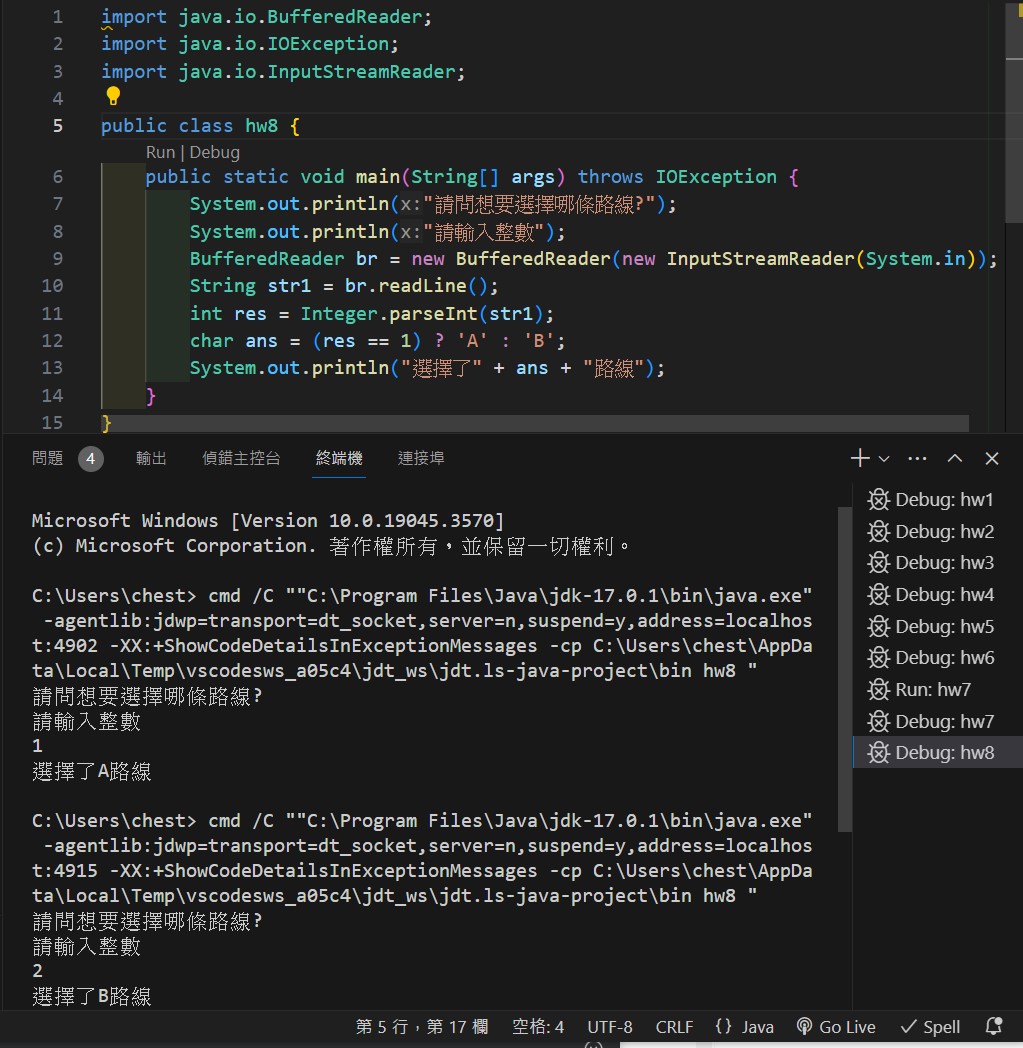 1 import java.io.BufferedReader;
2 import java.io.IOException;
3 import java.io.InputStreamReader;
4
5 public class hw8 {
Run | Debug
6 public static void main(String[] args) throws IOException {
7 System.out.println(x:"請問想要選擇哪條路線?");
8 System.out.println(x:"請輸入整數");
9 BufferedReader br = new BufferedReader(new InputStreamReader(System.in));
10 String str1 = br.readLine();
11 int res = Integer.parseInt(str1);
12 char ans = (res == 1) ? 'A' : 'B';
13 System.out.println("選擇了" + ans + "路線");
14 }
15 }
問題 4 輸出 偵錯主控台 終端機 連接埠
Microsoft Windows [Version 10.0.19045.3570]
(c) Microsoft Corporation. 著作權所有，並保留一切權利。
C:\Users\chest> cmd /C ""C:\Program Files\Java\jdk-17.0.1\bin\java.exe"
-agentlib:jdwp=transport=dt_socket,server=n,suspend=y,address=localhos
t:4902 -XX:+ShowCodeDetailsInExceptionMessages -cp C:\Users\chest\AppDa
ta\Local\Temp\vscodesws_a05c4\jdt_ws\jdt.ls-java-project\bin hw8 "
請問想要選擇哪條路線?
請輸入整數
1
選擇了A路線
C:\Users\chest> cmd /C ""C:\Program Files\Java\jdk-17.0.1\bin\java.exe"
-agentlib:jdwp=transport=dt_socket,server=n,suspend=y,address=localhos
t:4915 -XX:+ShowCodeDetailsInExceptionMessages -cp C:\Users\chest\AppDa
ta\Local\Temp\vscodesws_a05c4\jdt_ws\jdt.ls-java-project\bin hw8 "
請問想要選擇哪條路線?
請輸入整數
2
選擇了B路線
Debug: hw1
Debug: hw2
Debug: hw3
Debug: hw4
Debug: hw5
Debug: hw6
Run: hw7
Debug: hw7
Debug: hw8
第 5 行，第 17 欄 空格: 4 UTF-8 CRLF {} Java Go Live Spell